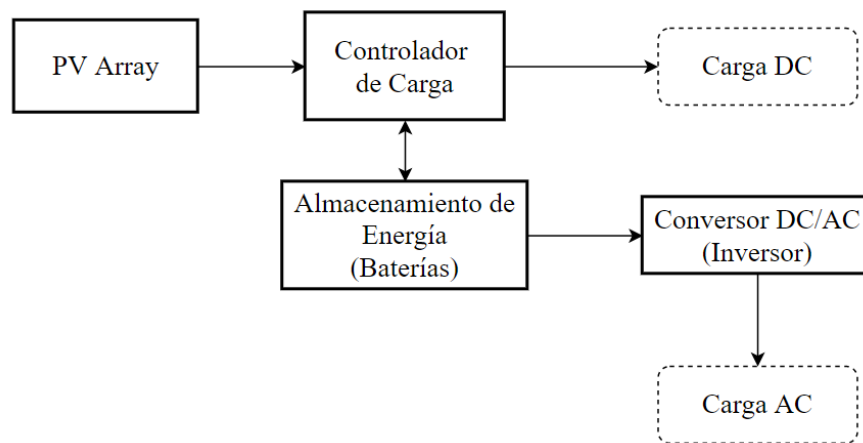 PV Array
Controlador
de Carga
Carga DC
Almacenamiento de
Energía
(Baterías)
Conversor DC/AC
(Inversor)
Carga AC